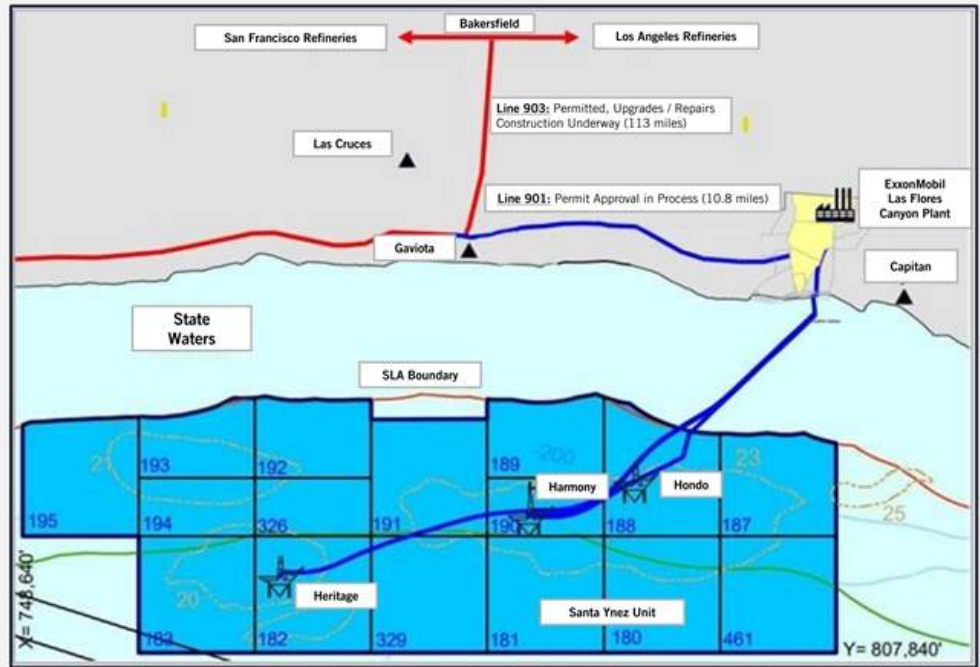 Bakersfield
San Francisco Refineries
Los Angeles Refineries
Line 903: Permitted, Upgrades / Repairs
Construction Underway (113 miles)
Las Cruces
ExxonMobil
Las Flores
Canyon Plant
Line 901: Permit Approval in Process (10.8 miles)
Gaviota
Capitan
State
Waters
SLA Boundary
21
193
192
189
200
23
Harmony
Hondo
25
195
194
326
191
190
188
187
20
Heritage
Santa Ynez Unit
X= 748,640'
183
182
329
181
180
461
Y= 807,840'